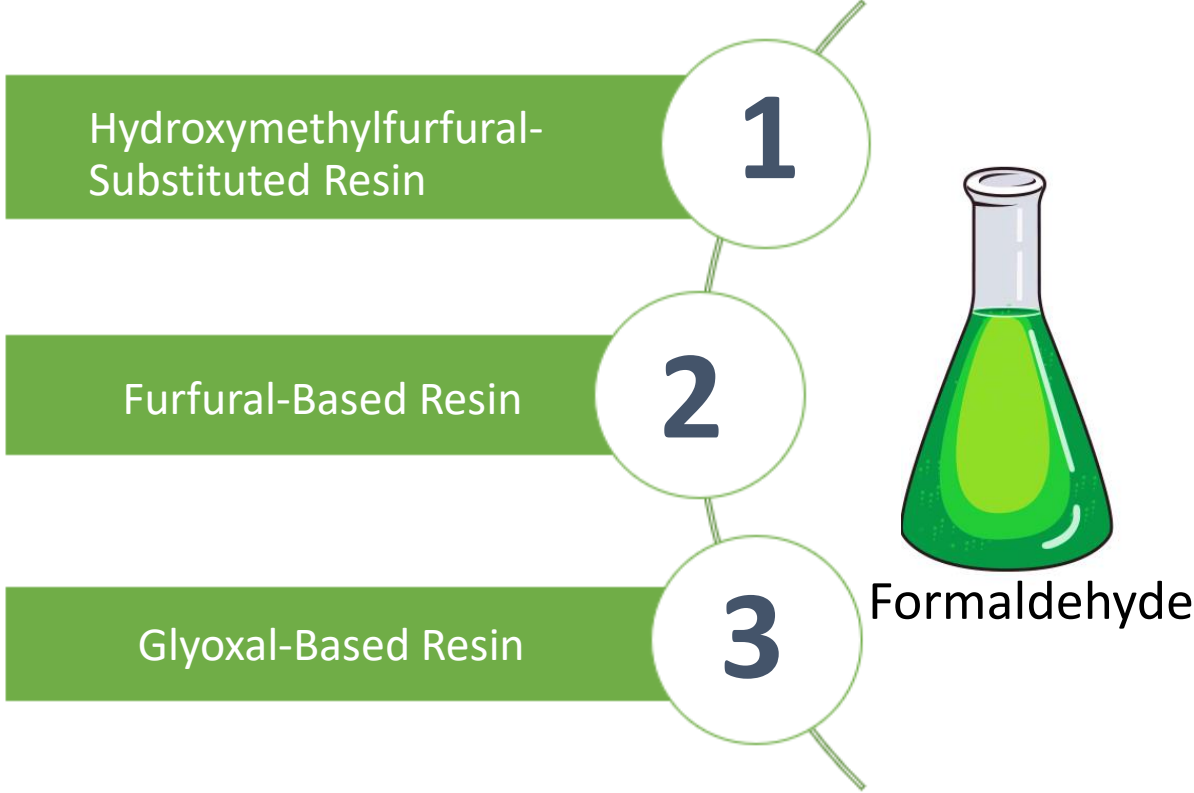 Hydroxymethylfurfural-
Substituted Resin
1
Furfural-Based Resin
2
Glyoxal-Based Resin
3
Formaldehyde